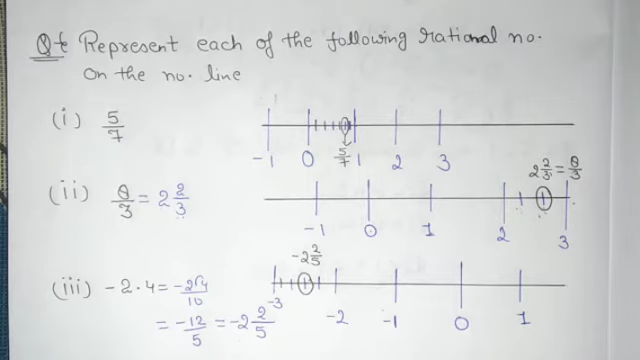 Q1 Represent each of the following rational no.
on the no. line
(i) 5/7
-1 0 5/7 1 2 3
(ii) 8/3 = 2 2/3
2 2/3 = 8/3
-1 0 1 2 3
(iii) -2.4 = -24/10
= -12/5 = -2 2/5
-2 2/5
-3 -2 -1 0 1